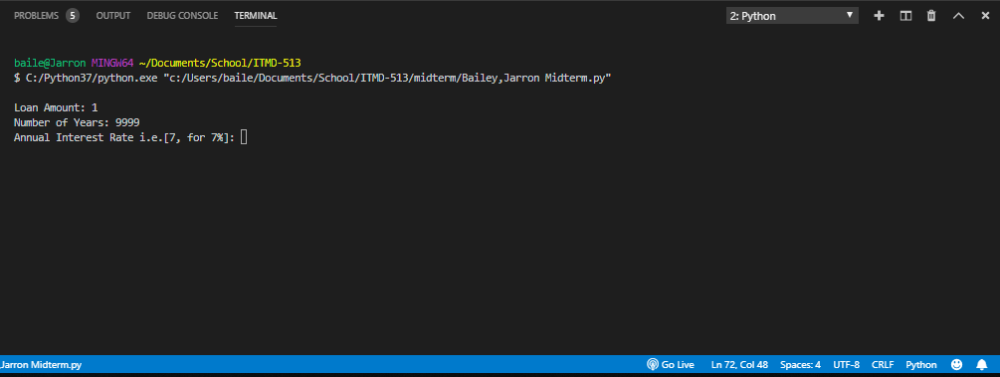 PROBLEMS 5 OUTPUT DEBUG CONSOLE TERMINAL 2: Python
baile@Jarron MINGW64 ~/Documents/School/ITMD-513
$ C:/Python37/python.exe "c:/Users/baile/Documents/School/ITMD-513/midterm/Bailey,Jarron Midterm.py"
Loan Amount: 1
Number of Years: 9999
Annual Interest Rate i.e.[7, for 7%]:
Jarron Midterm.py Go Live Ln 72, Col 48 Spaces: 4 UTF-8 CRLF Python